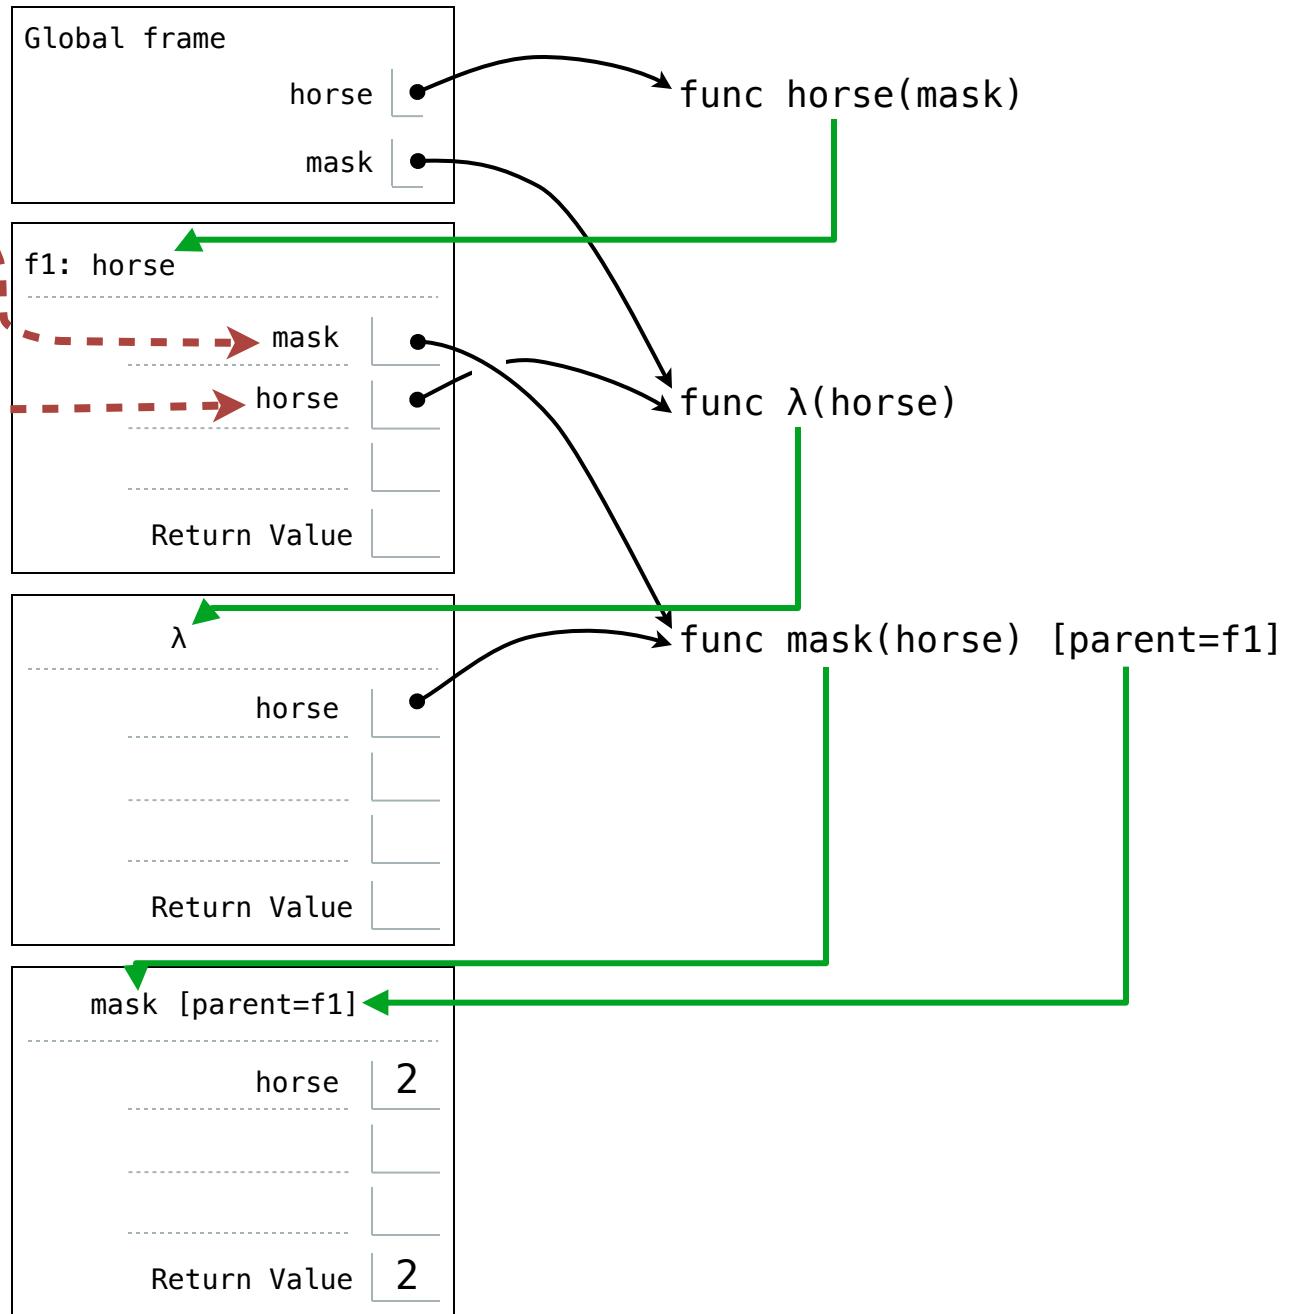 Global frame
horse
func horse(mask)
mask
f1: horse
mask
horse
func λ(horse)
Return Value
λ
func mask(horse) [parent=f1]
horse
Return Value
mask [parent=f1]
horse 2
Return Value 2